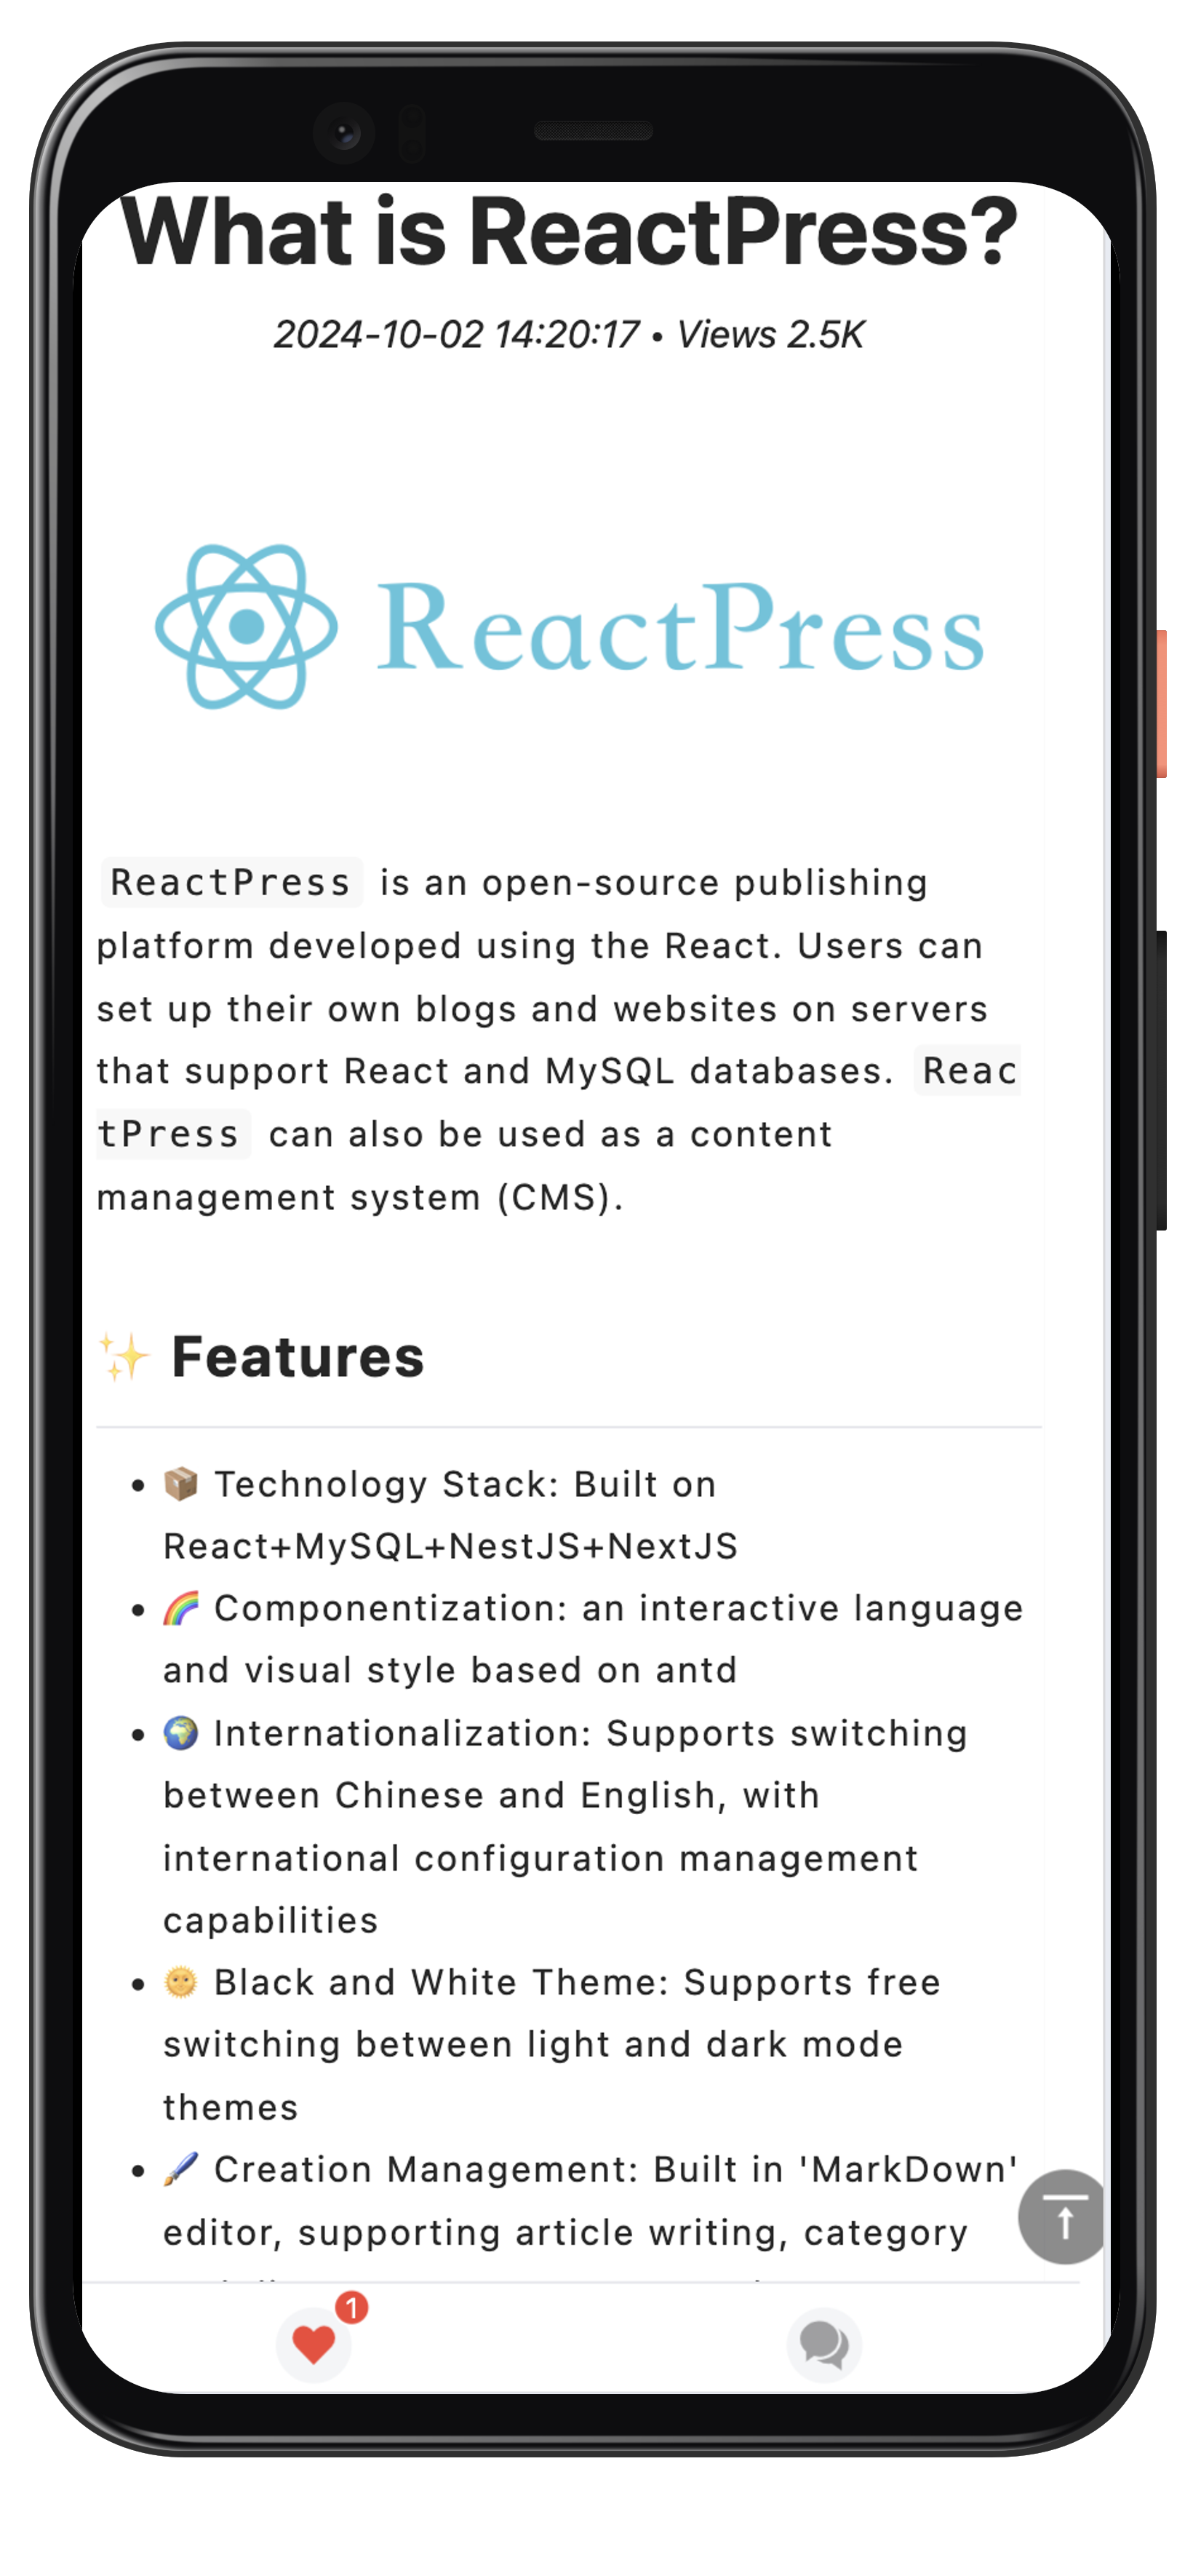 What is ReactPress?
2024-10-02 14:20:17 • Views 2.5K
ReactPress
ReactPress is an open-source publishing
platform developed using the React. Users can
set up their own blogs and websites on servers
that support React and MySQL databases. Reac
tPress can also be used as a content
management system (CMS).
✨ Features
• 📦 Technology Stack: Built on
React+MySQL+NestJS+NextJS
• 🌈 Componentization: an interactive language
and visual style based on antd
• 🌍 Internationalization: Supports switching
between Chinese and English, with
international configuration management
capabilities
• 🌞 Black and White Theme: Supports free
switching between light and dark mode
themes
• 🖌️ Creation Management: Built in 'MarkDown'
editor, supporting article writing, category
1